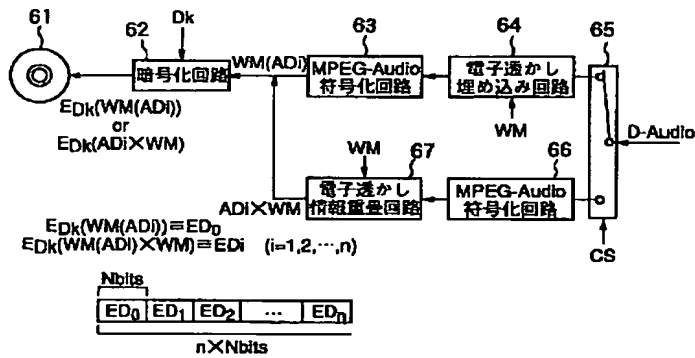 61
62
Dk
63
64
65
暗号化回路
WM(ADi)
MPEG-Audio
符号化回路
電子透かし
埋め込み回路
EDk(WM(ADi))
or
EDk(ADi×WM)
WM
D-Audio
WM
67
66
ADi×WM
電子透かし
情報重畳回路
MPEG-Audio
符号化回路
CS
EDk(WM(ADi))≡ED0
EDk(WM(ADi)×WM)≡EDi (i=1,2,…,n)
Nbits
ED0 ED1 ED2 … EDn
n×Nbits